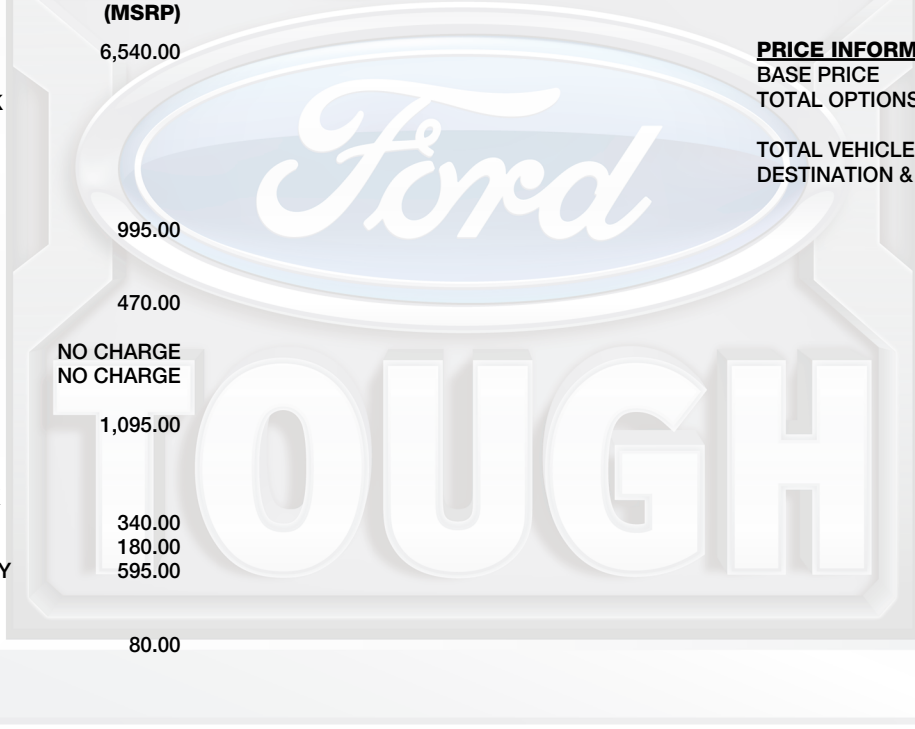 (MSRP)
6,540.00
K
995.00
470.00
NO CHARGE
NO CHARGE
1,095.00
340.00
180.00
Y 595.00
80.00
PRICE INFORM
BASE PRICE
TOTAL OPTIONS
TOTAL VEHICLE
DESTINATION &
Ford
TOUGH